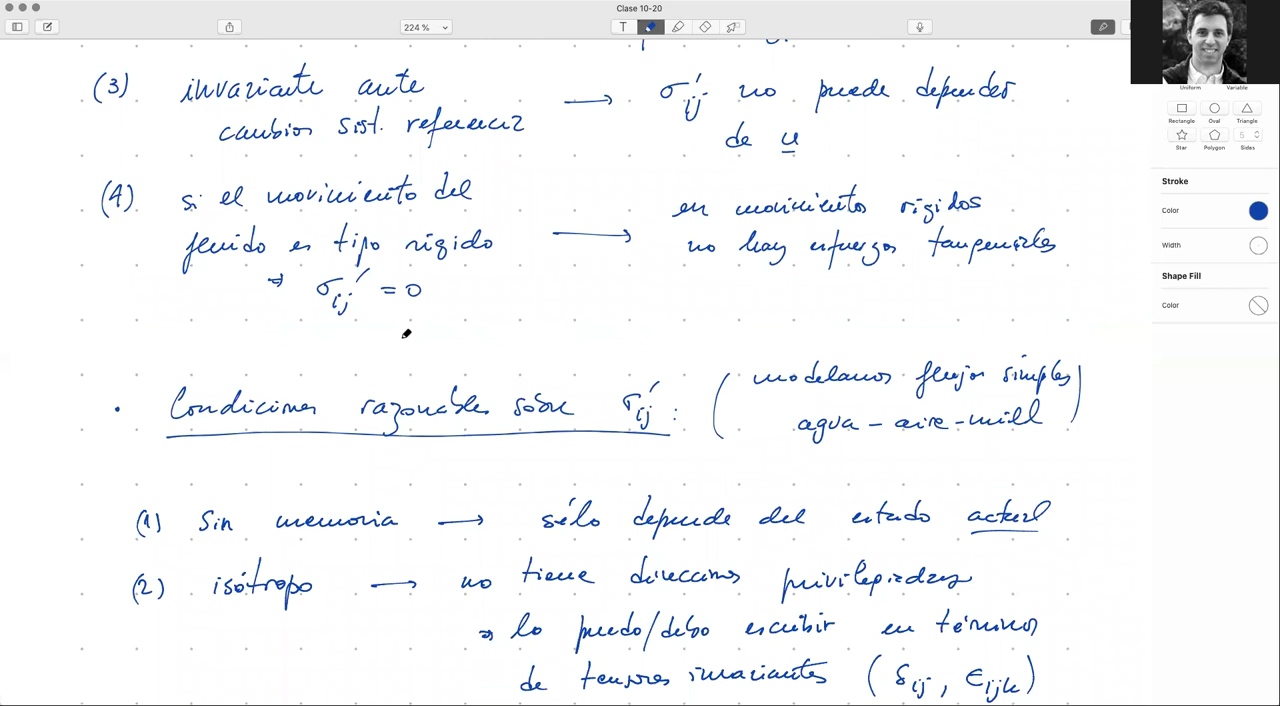 Clase 10-20
224 %
T
Uniform Variable
Rectangle Oval Triangle
5
Star Polygon Sides
Stroke
Color
Width
Shape Fill
Color
(3) invariante ante → σ'ij no puede depender
cambios sist. referencia de u
(4) si el movimiento del en movimientos rígidos
fluido es tipo rígido → no hay esfuerzos tangenciales
⇒ σij' = 0
· Condiciones razonables sobre σij' : ( modelamos flujos simples
agua - aire - miel )
(1) Sin memoria → sólo depende del estado actual
(2) isótropo → no tiene direcciones privilegiadas
⇒ lo puedo/debo escribir en términos
de tensores invariantes ( δij, ϵijk )